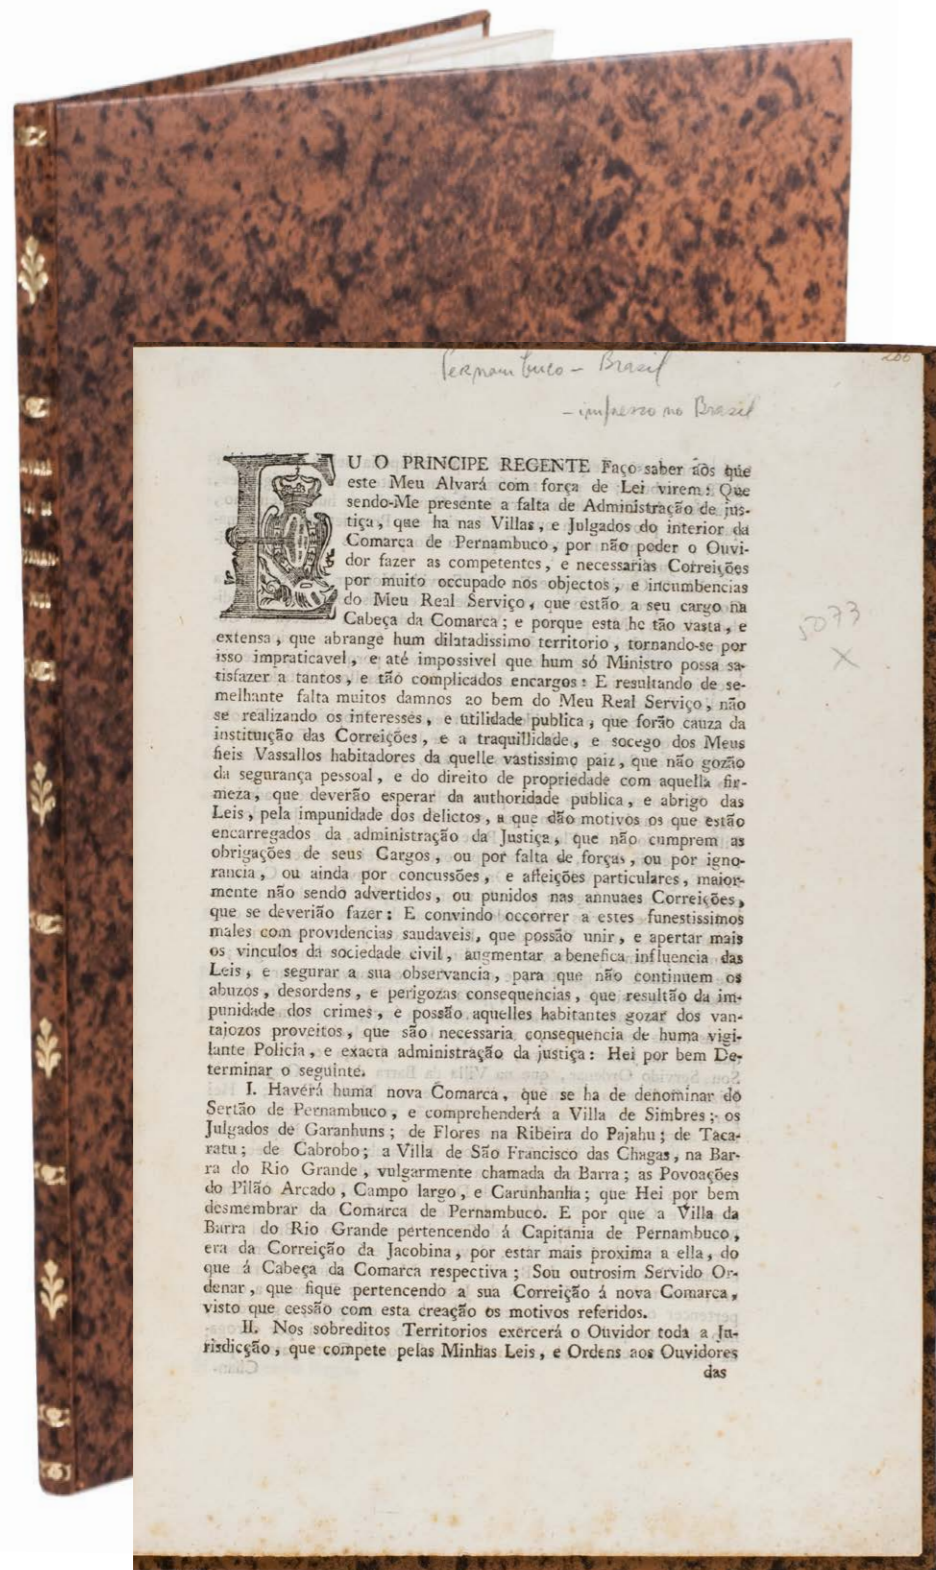 Pernambuco - Brasil
200
- impresso no Brasil
EU O PRINCIPE REGENTE Faço saber aos que
este Meu Alvará com força de Lei virem: Que
sendo-Me presente a falta de Administração de jus-
tiça, que ha nas Villas, e Julgados do interior da
Comarca de Pernambuco, por não poder o Ouvi-
dor fazer as competentes, e necessarias Correições
por muito occupado nos objectos, e incumbencias
do Meu Real Serviço, que estão a seu cargo na
Cabeça da Comarca; e porque esta he tão vasta, e
extensa, que abrange hum dilatadissimo territorio, tornando-se por
isso impraticavel, e até impossivel que hum só Ministro possa sa-
tisfazer a tantos, e tão complicados encargos: E resultando de se-
melhante falta muitos damnos ao bem do Meu Real Serviço, não
se realizando os interesses, e utilidade publica, que forão cauza da
instituição das Correições, e a traquillidade, e socego dos Meus
fieis Vassallos habitadores da quelle vastissimo paiz, que não gozão
da segurança pessoal, e do direito de propriedade com aquella fir-
meza, que deverão esperar da authoridade publica, e abrigo das
Leis, pela impunidade dos delictos, a que dão motivos os que estão
encarregados da administração da Justiça, que não cumprem as
obrigações de seus Cargos, ou por falta de forças, ou por igno-
rancia, ou ainda por concussões, e affeições particulares, maior-
mente não sendo advertidos, ou punidos nas annuaes Correições,
que se deverião fazer: E convindo occorrer a estes funestissimos
males com providencias saudaveis, que possão unir, e apertar mais
os vinculos da sociedade civil, augmentar a benefica influencia das
Leis, e segurar a sua observancia, para que não continuem os
abuzos, desordens, e perigozas consequencias, que resultão da im-
punidade dos crimes, e possão aquelles habitantes gozar dos van-
tajozos proveitos, que são necessaria consequencia de huma vigi-
lante Policia, e exacta administração da justiça: Hei por bem De-
terminar o seguinte.
I. Haverá huma nova Comarca, que se ha de denominar do
Sertão de Pernambuco, e comprehenderá a Villa de Simbres; os
Julgados de Garanhuns; de Flores na Ribeira do Pajahu; de Taca-
ratu; de Cabrobo; a Villa de São Francisco das Chagas, na Bar-
ra do Rio Grande, vulgarmente chamada da Barra; as Povoações
do Pilão Arcado, Campo largo, e Carunhanha; que Hei por bem
desmembrar da Comarca de Pernambuco. E por que a Villa da
Barra do Rio Grande pertencendo á Capitania de Pernambuco,
era da Correição da Jacobina, por estar mais proxima a ella, do
que á Cabeça da Comarca respectiva; Sou outrosim Servido Or-
denar, que fique pertencendo a sua Correição á nova Comarca,
visto que cessão com esta creação os motivos referidos.
II. Nos sobreditos Territorios exercerá o Ouvidor toda a Ju-
risdicção, que compete pelas Minhas Leis, e Ordens aos Ouvidores
das
5073
X